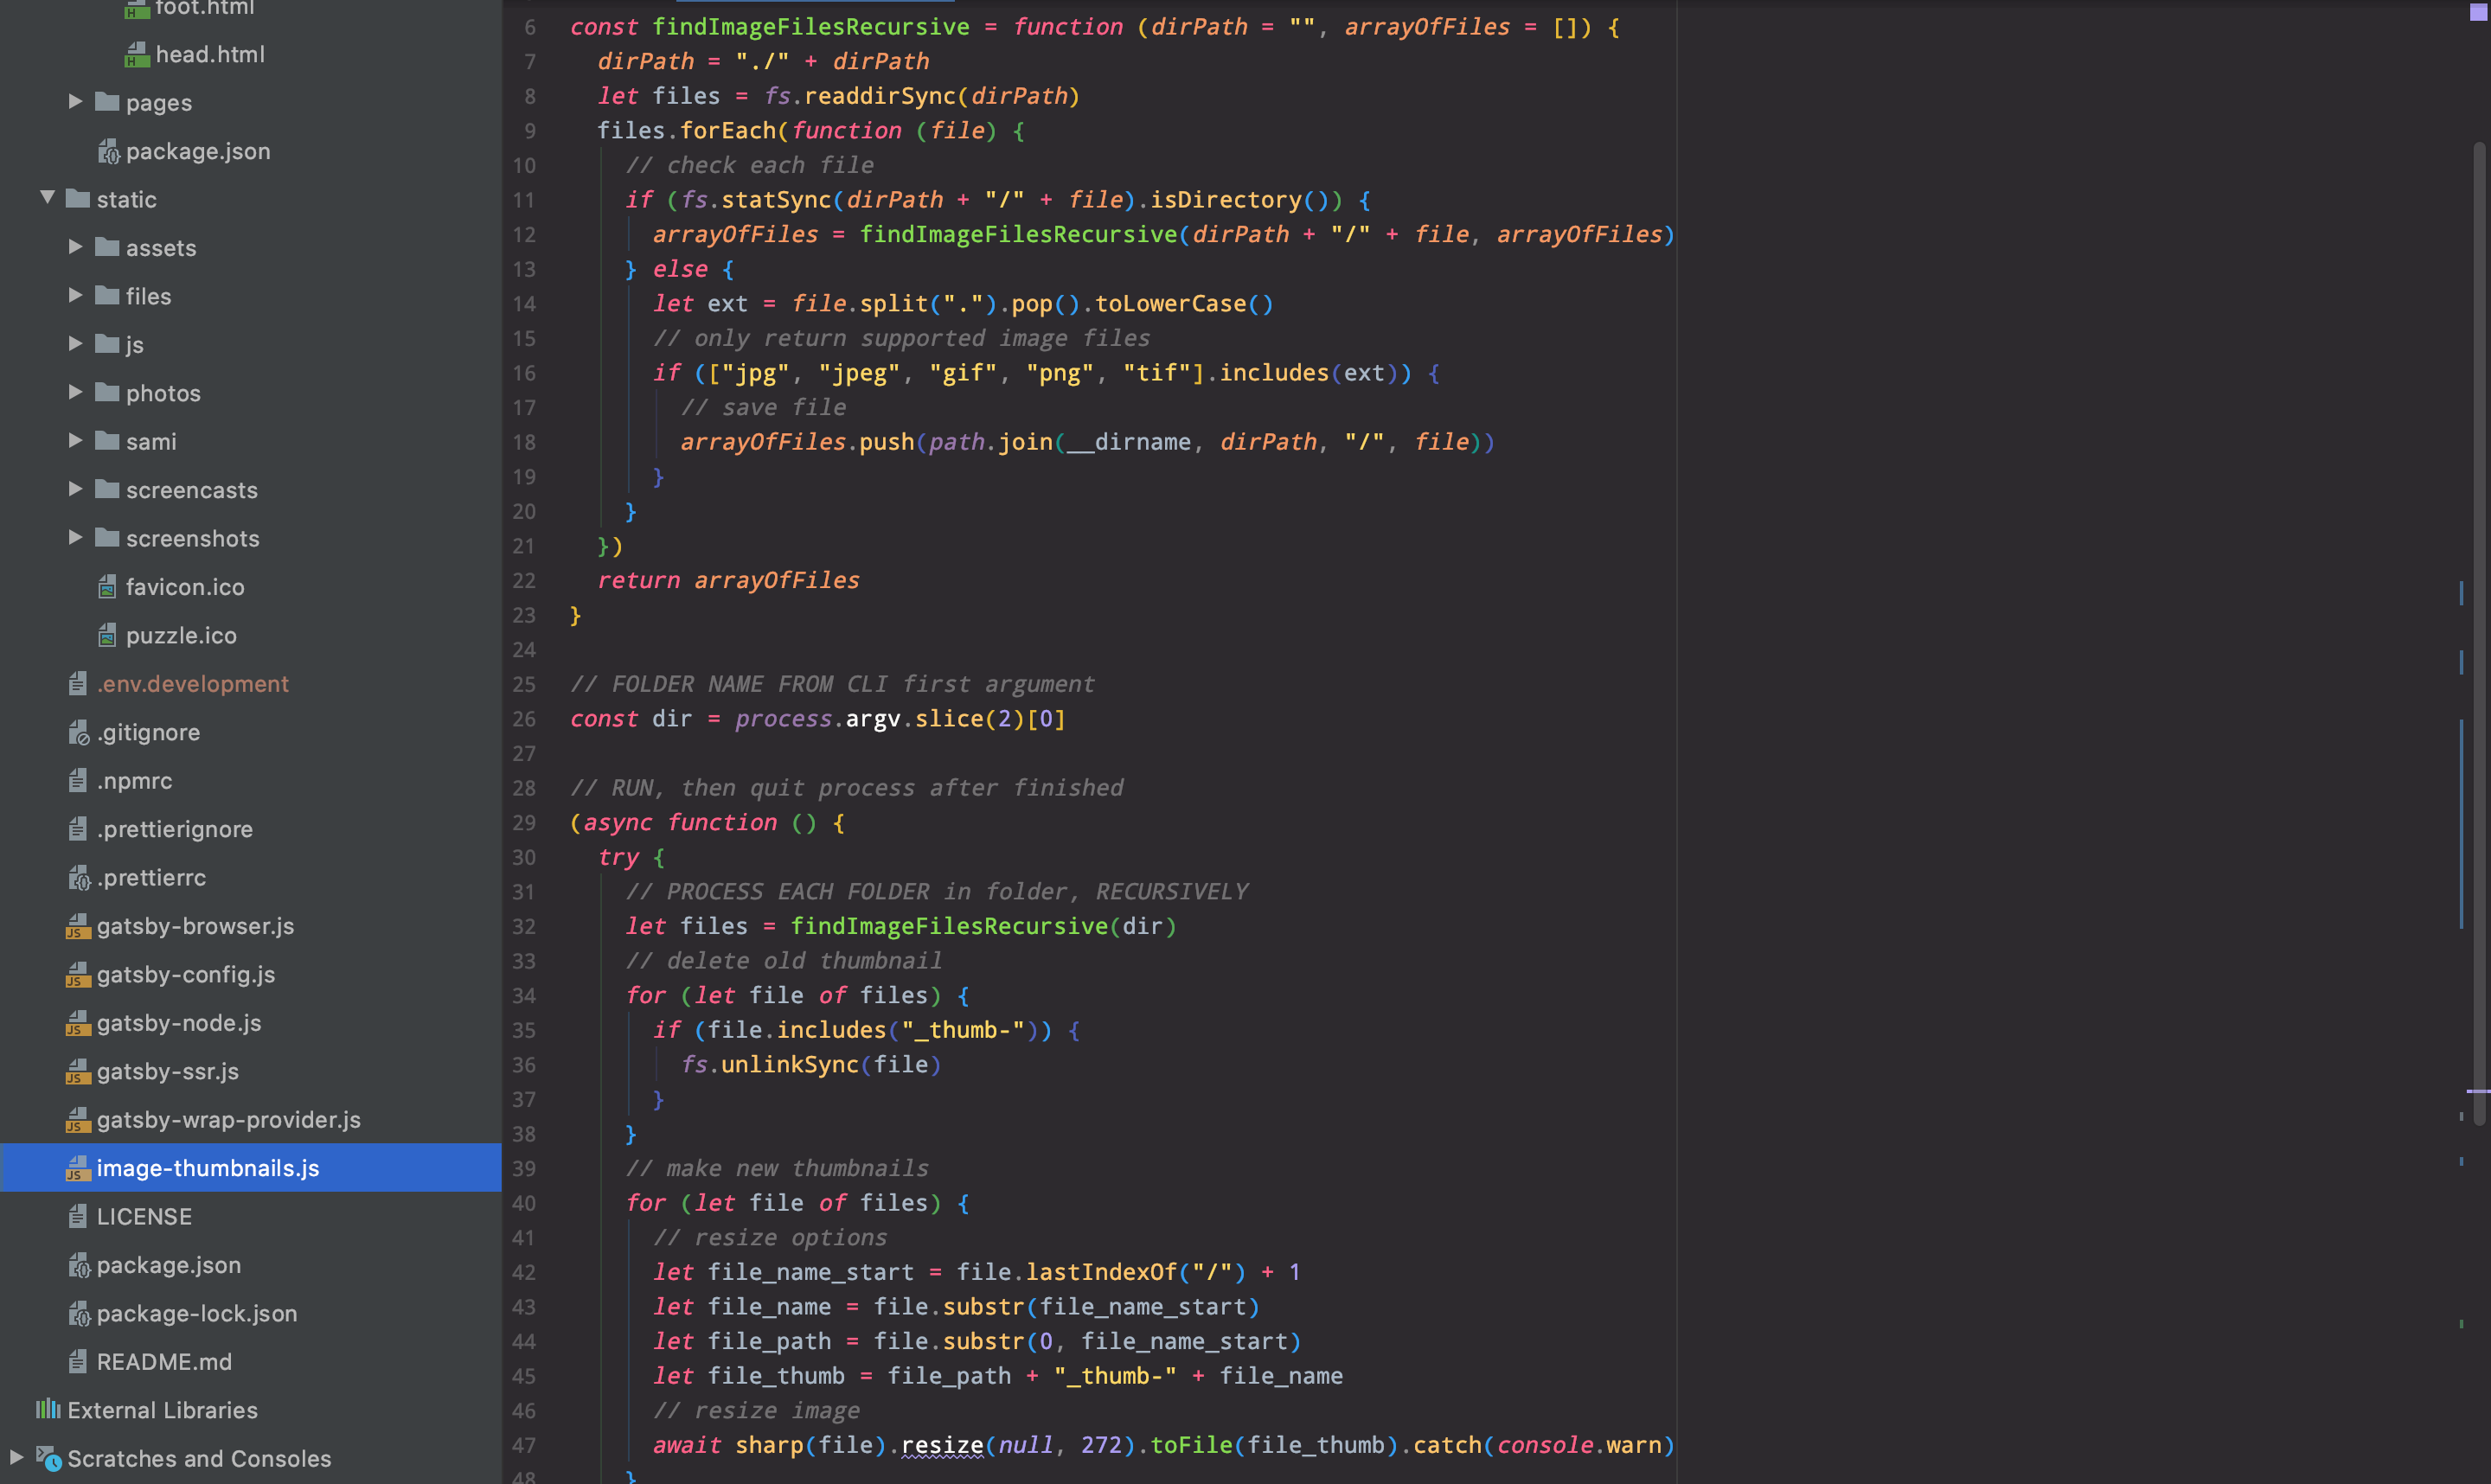 foot.html
head.html
pages
package.json
static
assets
files
js
photos
sami
screencasts
screenshots
favicon.ico
puzzle.ico
.env.development
.gitignore
.npmrc
.prettierignore
.prettierrc
gatsby-browser.js
gatsby-config.js
gatsby-node.js
gatsby-ssr.js
gatsby-wrap-provider.js
image-thumbnails.js
LICENSE
package.json
package-lock.json
README.md
External Libraries
Scratches and Consoles
6 const findImageFilesRecursive = function (dirPath = "", arrayOfFiles = []) {
7 dirPath = "./" + dirPath
8 let files = fs.readdirSync(dirPath)
9 files.forEach(function (file) {
10 // check each file
11 if (fs.statSync(dirPath + "/" + file).isDirectory()) {
12 arrayOfFiles = findImageFilesRecursive(dirPath + "/" + file, arrayOfFiles)
13 } else {
14 let ext = file.split(".").pop().toLowerCase()
15 // only return supported image files
16 if (["jpg", "jpeg", "gif", "png", "tif"].includes(ext)) {
17 // save file
18 arrayOfFiles.push(path.join(__dirname, dirPath, "/", file))
19 }
20 }
21 })
22 return arrayOfFiles
23 }
24
25 // FOLDER NAME FROM CLI first argument
26 const dir = process.argv.slice(2)[0]
27
28 // RUN, then quit process after finished
29 (async function () {
30 try {
31 // PROCESS EACH FOLDER in folder, RECURSIVELY
32 let files = findImageFilesRecursive(dir)
33 // delete old thumbnail
34 for (let file of files) {
35 if (file.includes("_thumb-")) {
36 fs.unlinkSync(file)
37 }
38 }
39 // make new thumbnails
40 for (let file of files) {
41 // resize options
42 let file_name_start = file.lastIndexOf("/") + 1
43 let file_name = file.substr(file_name_start)
44 let file_path = file.substr(0, file_name_start)
45 let file_thumb = file_path + "_thumb-" + file_name
46 // resize image
47 await sharp(file).resize(null, 272).toFile(file_thumb).catch(console.warn)
48 }